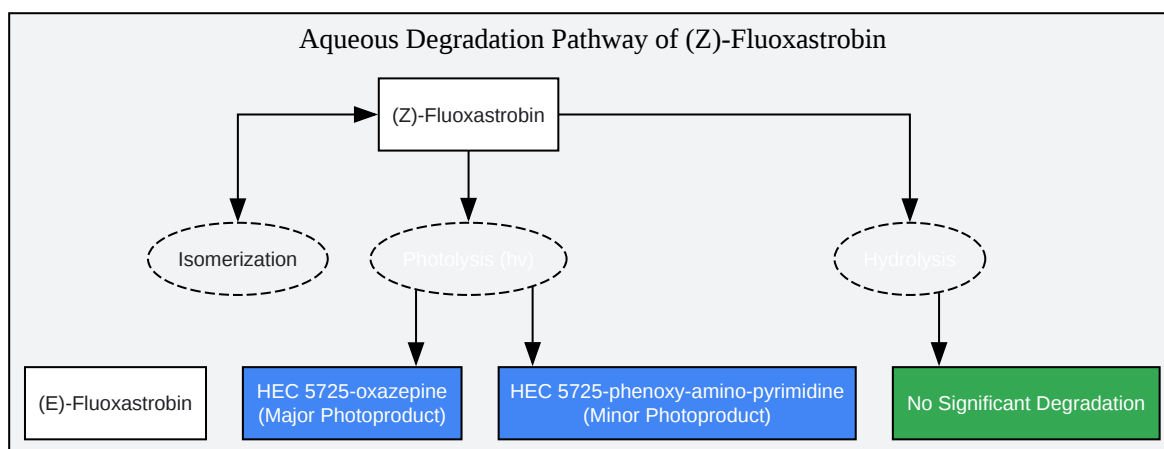 Aqueous Degradation Pathway of (Z)-Fluoxastrobin
(Z)-Fluoxastrobin
Isomerization
Photolysis (hv)
Hydrolysis
(E)-Fluoxastrobin
HEC 5725-oxazepine
(Major Photoproduct)
HEC 5725-phenoxy-amino-pyrimidine
(Minor Photoproduct)
No Significant Degradation